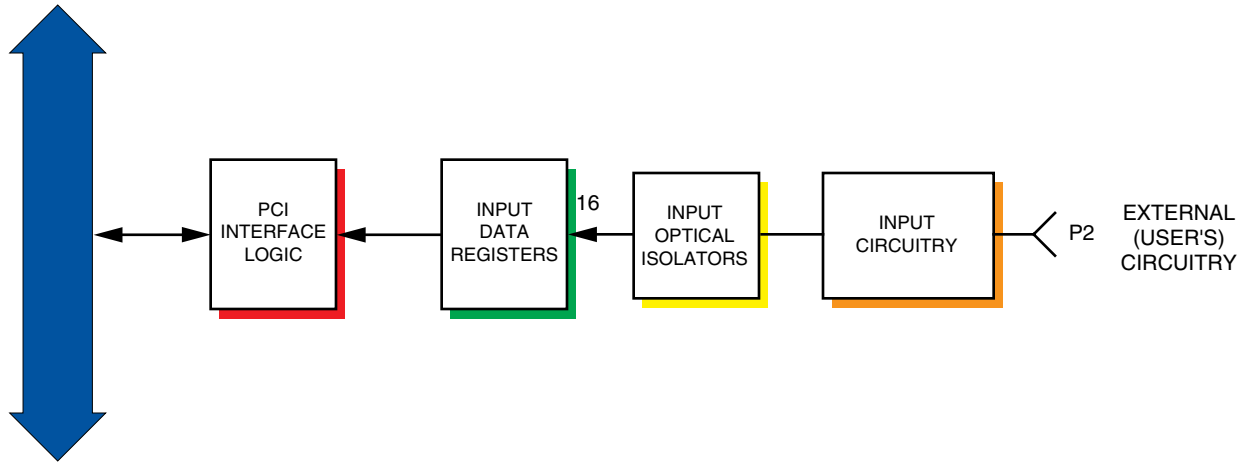 PCI
INTERFACE
LOGIC
INPUT
DATA
REGISTERS
16
INPUT
OPTICAL
ISOLATORS
INPUT
CIRCUITRY
P2
EXTERNAL
(USER'S)
CIRCUITRY